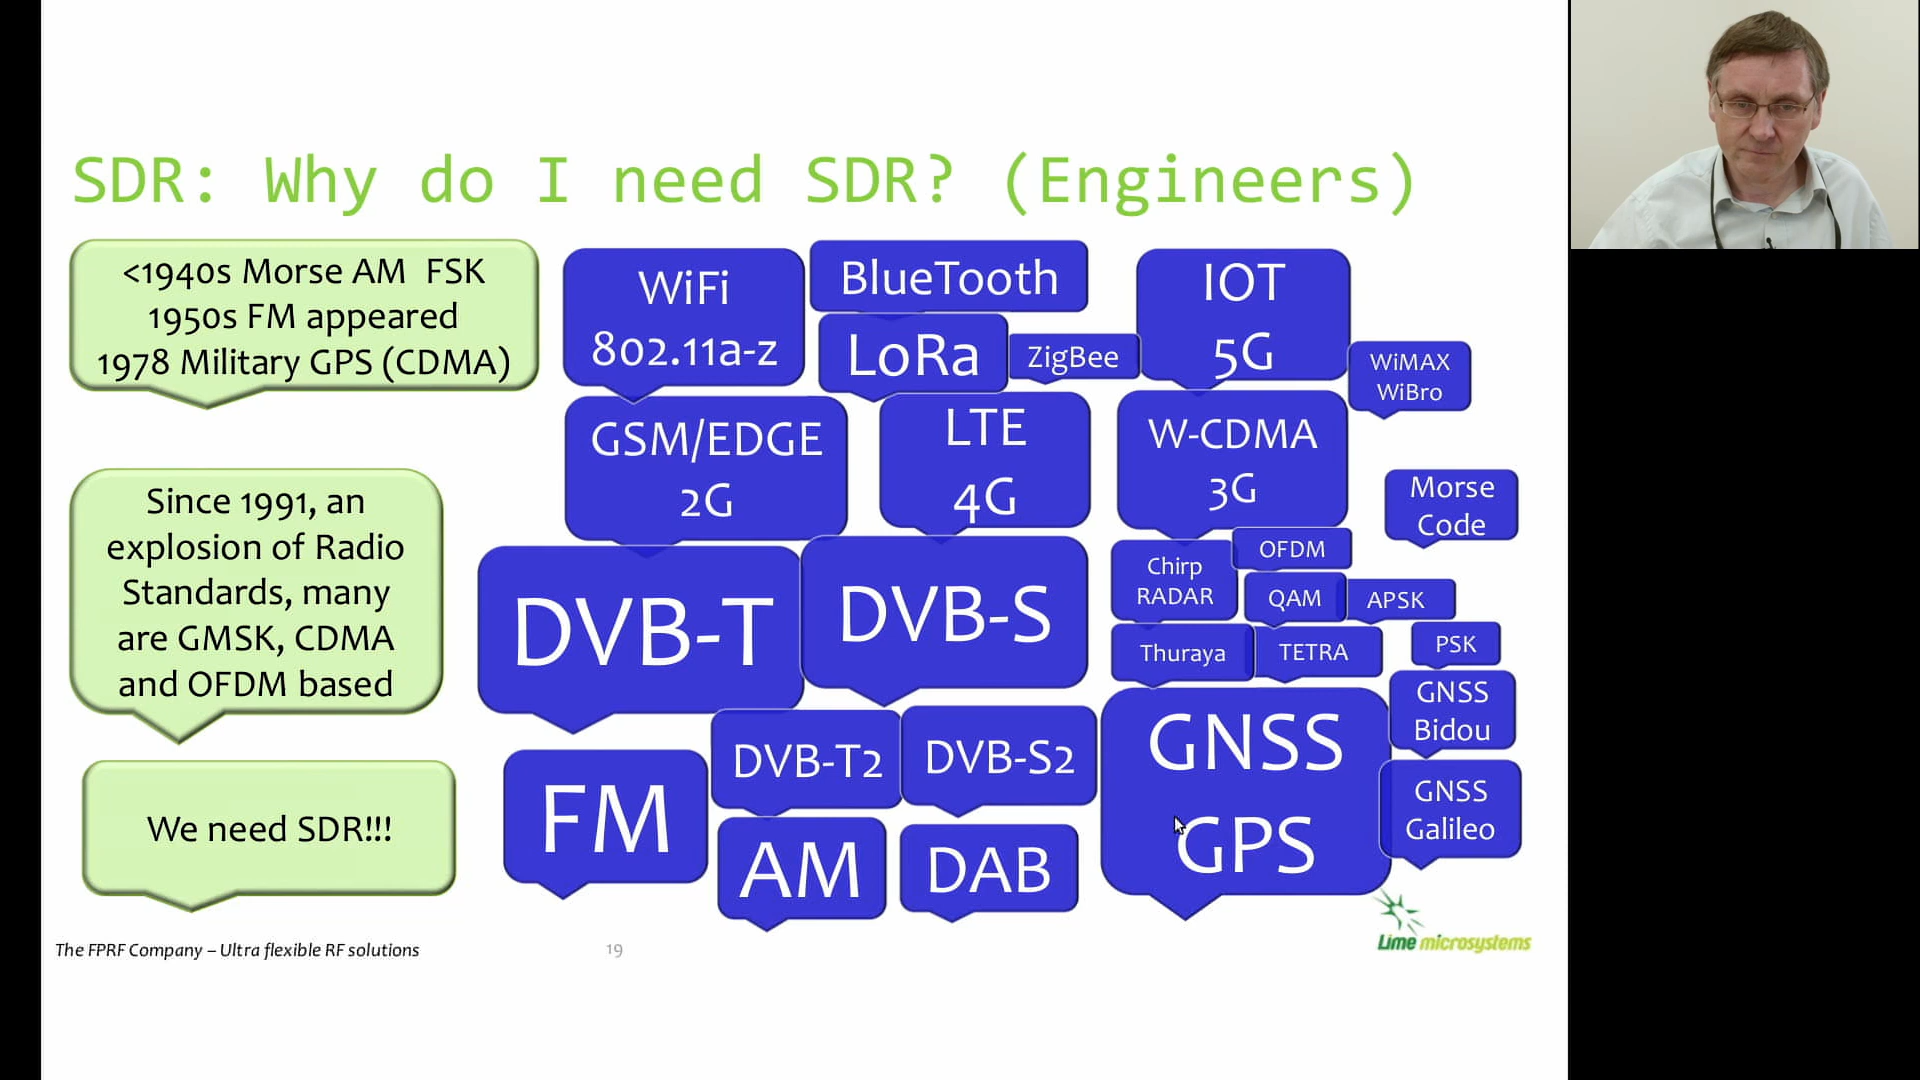 SDR: Why do I need SDR? (Engineers)
<1940s Morse AM  FSK
1950s FM appeared
1978 Military GPS (CDMA)
Since 1991, an
explosion of Radio
Standards, many
are GMSK, CDMA
and OFDM based
We need SDR!!!
WiFi
802.11a-z
BlueTooth
LoRa
ZigBee
IOT
5G
WiMAX
WiBro
GSM/EDGE
2G
LTE
4G
W-CDMA
3G
Morse
Code
DVB-T
DVB-S
Chirp
RADAR
OFDM
QAM
APSK
Thuraya
TETRA
PSK
FM
DVB-T2
DVB-S2
AM
DAB
GNSS
GPS
GNSS
Bidou
GNSS
Galileo
The FPRF Company – Ultra flexible RF solutions
19
Lime microsystems